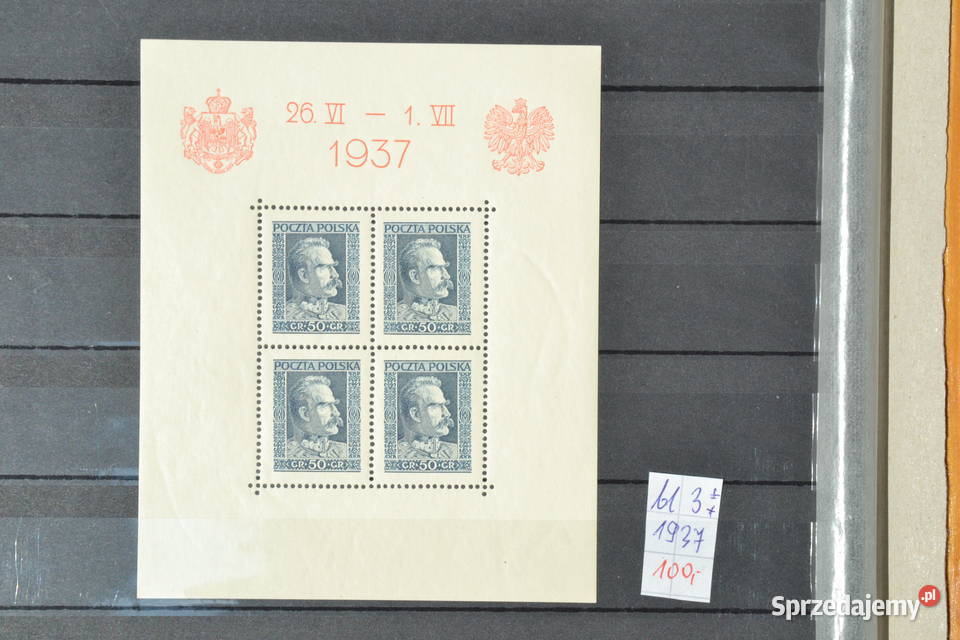 26. VI — 1. VII
1937
POCZTA POLSKA
GR·50·GR
POCZTA POLSKA
GR·50·GR
POCZTA POLSKA
GR·50·GR
POCZTA POLSKA
GR·50·GR
bl 3
1937
100,-
Sprzedajemy.pl